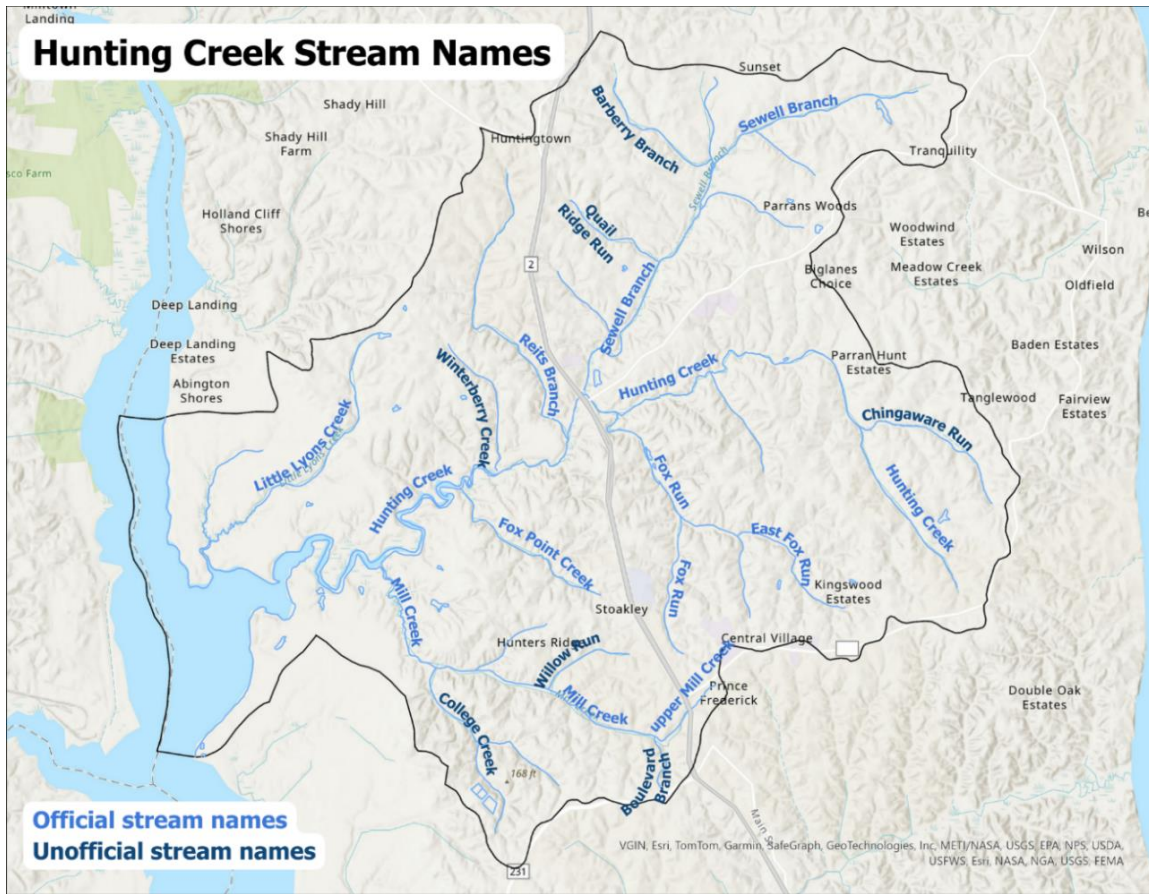 Landing
Hunting Creek Stream Names
Sunset
Shady Hill
Barberry Branch
Sewell Branch
Huntingtown
Shady Hill
Farm
Tranquility
sco Farm
Sewell Branch
Holland Cliff
Shores
Quail
Ridge Run
Parrans Woods
Be
Woodwind
Estates
Wilson
2
Biglanes
Choice
Meadow Creek
Estates
Oldfield
Deep Landing
Sewell Branch
Deep Landing
Estates
Reits Branch
Baden Estates
Parran Hunt
Estates
Abington
Shores
Winterberry Creek
Hunting Creek
Tanglewood
Fairview
Estates
Chingaware Run
Little Lyons Creek
Hunting Creek
Fox Run
Hunting Creek
Fox Point Creek
East Fox Run
Mill Creek
Fox Run
Kingswood
Estates
Stoakley
Hunters Ridge
Willow Run
Central Village
upper Mill Creek
Mill Creek
Prince
Frederick
Double Oak
Estates
College Creek
168 ft
Boulevard
Branch
Official stream names
Unofficial stream names
Main S
VGIN, Esri, TomTom, Garmin, SafeGraph, GeoTechnologies, Inc, METI/NASA, USGS, EPA, NPS, USDA,
USFWS, Esri, NASA, NGA, USGS, FEMA
231